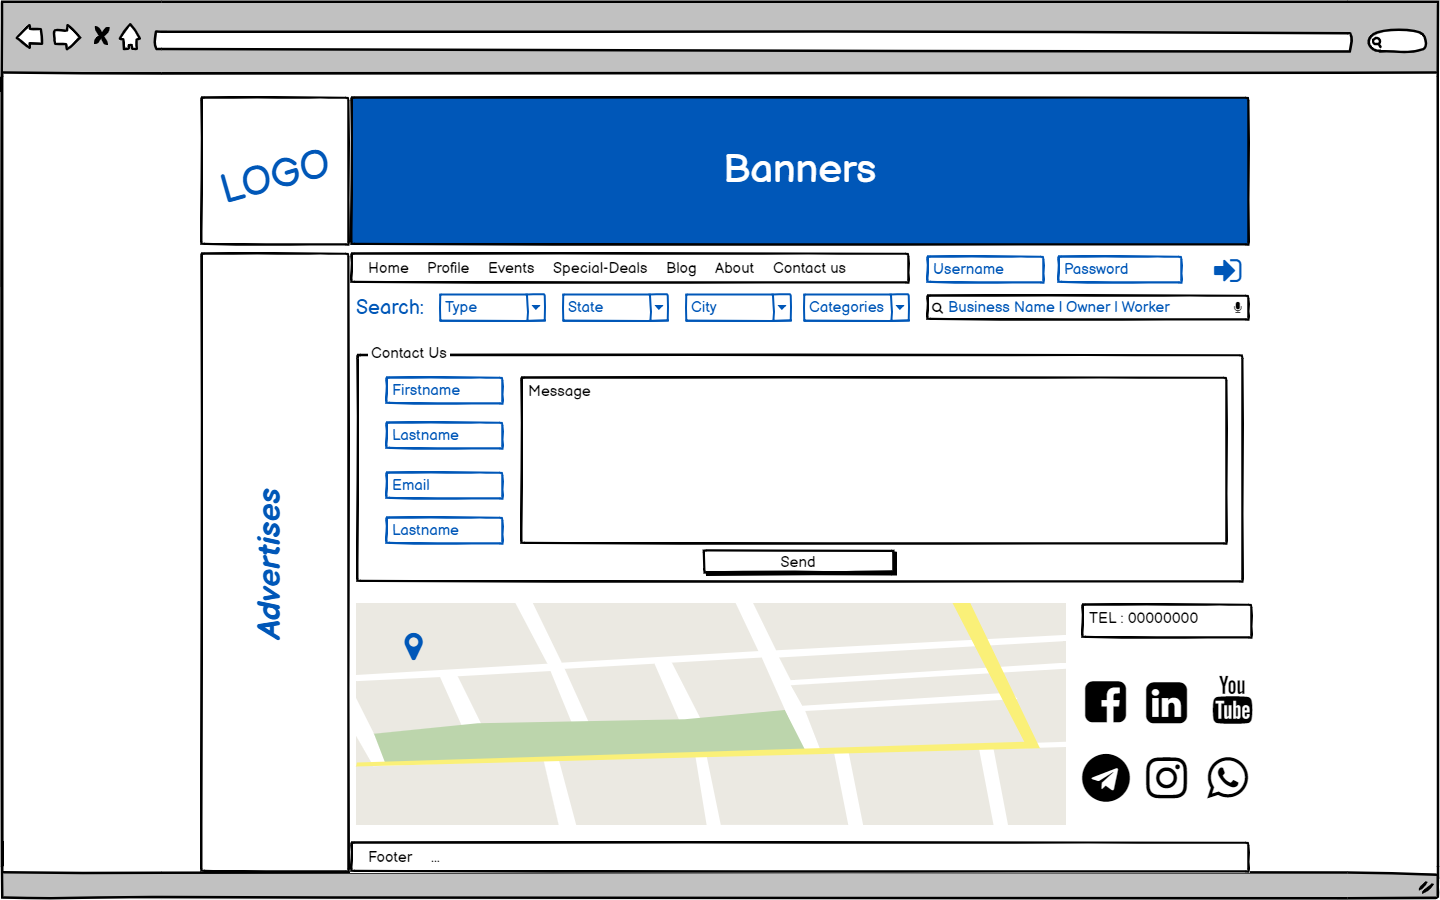 LOGO
Banners
Home Profile Events Special-Deals Blog About Contact us
Username Password
Search: Type State City Categories
Business Name | Owner | Worker
Contact Us
Firstname
Lastname
Email
Lastname
Message
Send
Advertises
TEL : 00000000
in
You
Tube
Footer ...